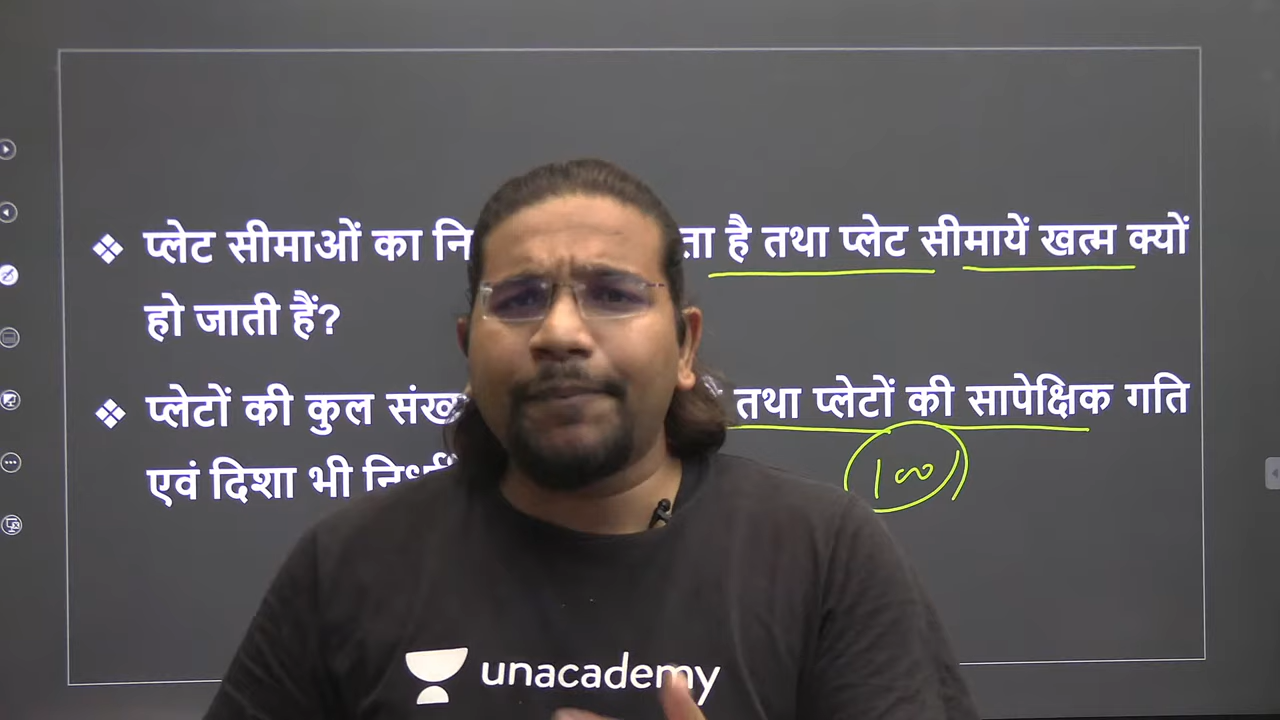 प्लेट सीमाओं का है तथा प्लेट सीमायें खत्म क्यों
हो जाती हैं?
प्लेटों की कुल तथा प्लेटों की सापेक्षिक गति
एवं दिशा भी
100
unacademy